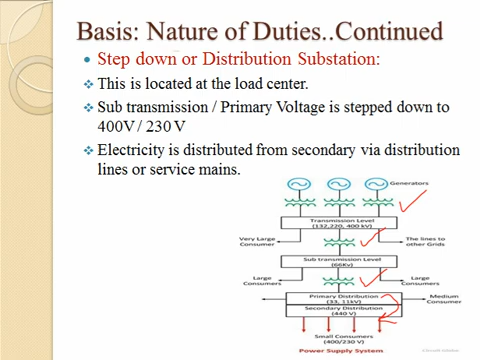 Basis: Nature of Duties..Continued
Step down or Distribution Substation:
This is located at the load center.
Sub transmission / Primary Voltage is stepped down to
400V / 230 V
Electricity is distributed from secondary via distribution
lines or service mains.
Generators
Transmission Level
(132,220, 400 kV)
Very Large
Consumer
The lines to
other Grids
Sub transmission Level
(66Kv)
Large
Consumers
Large
Consumers
Primary Distribution
(33, 11kV)
Medium
Consumer
Secondary Distribution
(440 V)
Small Consumers
(400/230 V)
Power Supply System